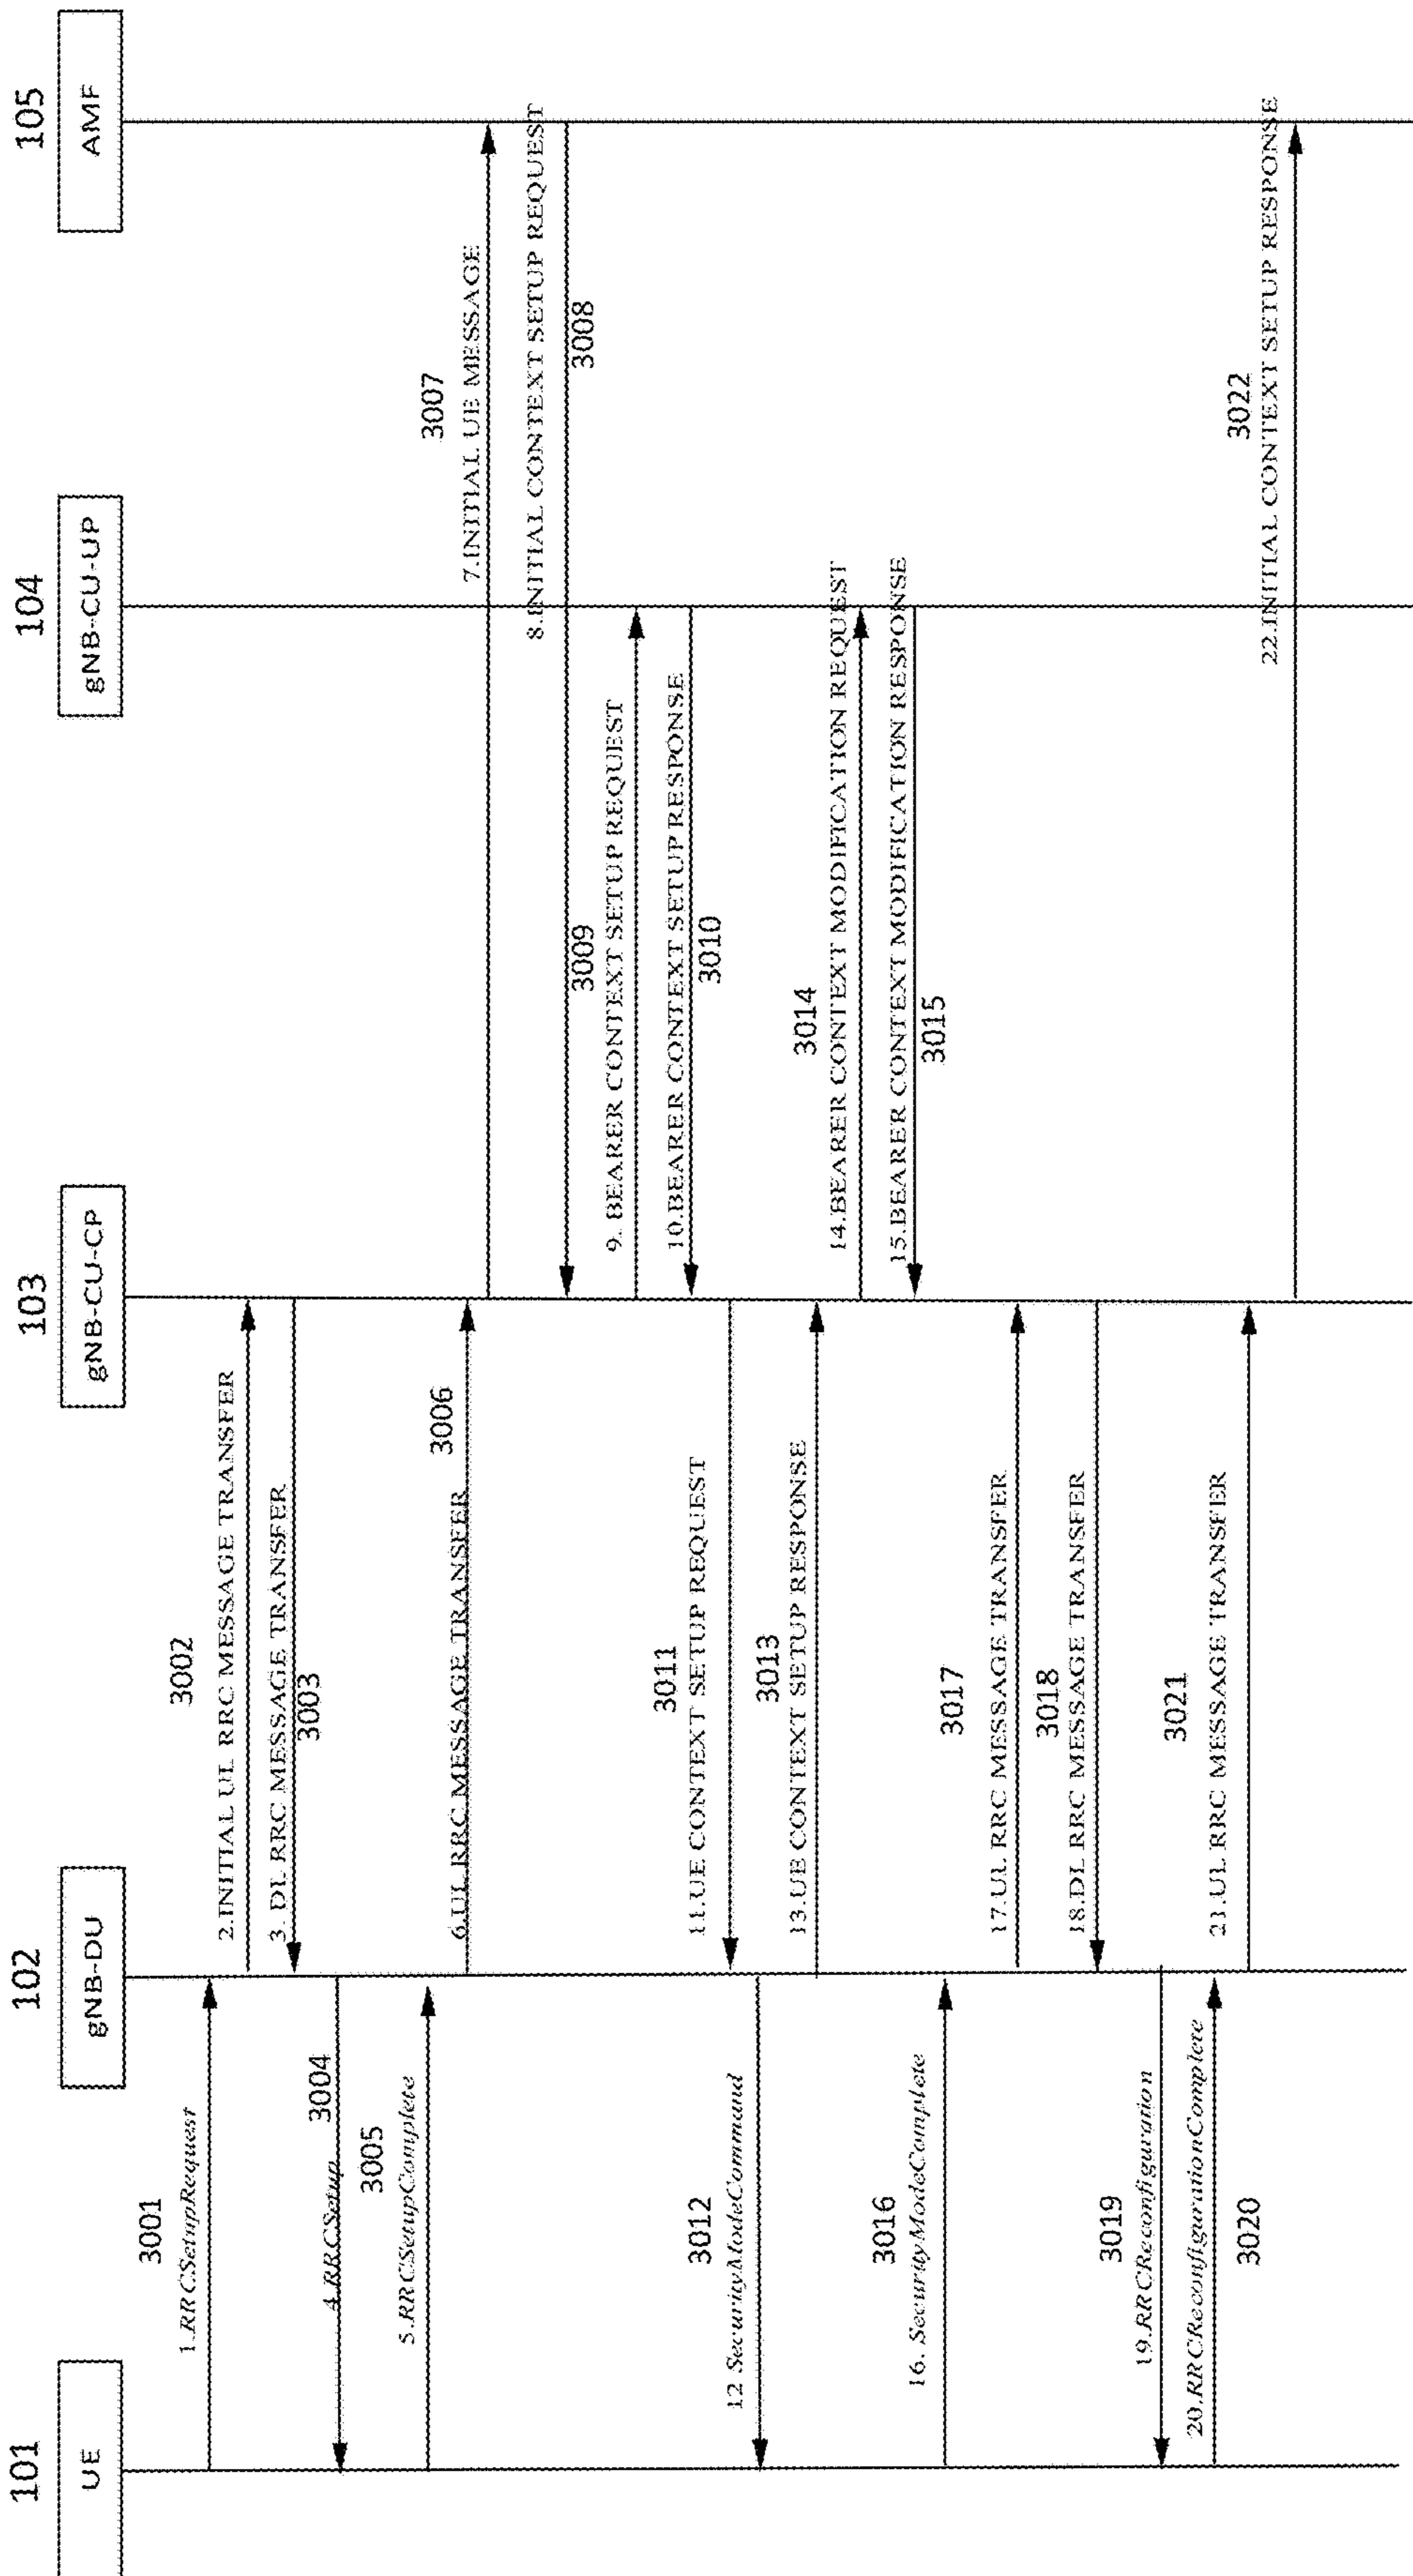 101
UE
102
gNB-DU
103
gNB-CU-CP
104
gNB-CU-UP
105
AMF
3001
1.RRCSetupRequest
3002
2.INITIAL UL RRC MESSAGE TRANSFER
3. DL RRC MESSAGE TRANSFER
3003
4.RRCSetup
3004
3005
5.RRCSetupComplete
3006
6.UL RRC MESSAGE TRANSFER
3007
7.INITIAL UE MESSAGE
8.INITIAL CONTEXT SETUP REQUEST
3008
3009
9. BEARER CONTEXT SETUP REQUEST
10.BEARER CONTEXT SETUP RESPONSE
3010
3011
11.UE CONTEXT SETUP REQUEST
3012
12 SecurityModeCommand
3013
13.UE CONTEXT SETUP RESPONSE
3014
14.BEARER CONTEXT MODIFICATION REQUEST
15.BEARER CONTEXT MODIFICATION RESPONSE
3015
3016
16. SecurityModeComplete
3017
17.UL RRC MESSAGE TRANSFER
3018
18.DL RRC MESSAGE TRANSFER
3019
19.RRCReconfiguration
20.RRCReconfigurationComplete
3020
3021
21.UL RRC MESSAGE TRANSFER
3022
22.INITIAL CONTEXT SETUP RESPONSE